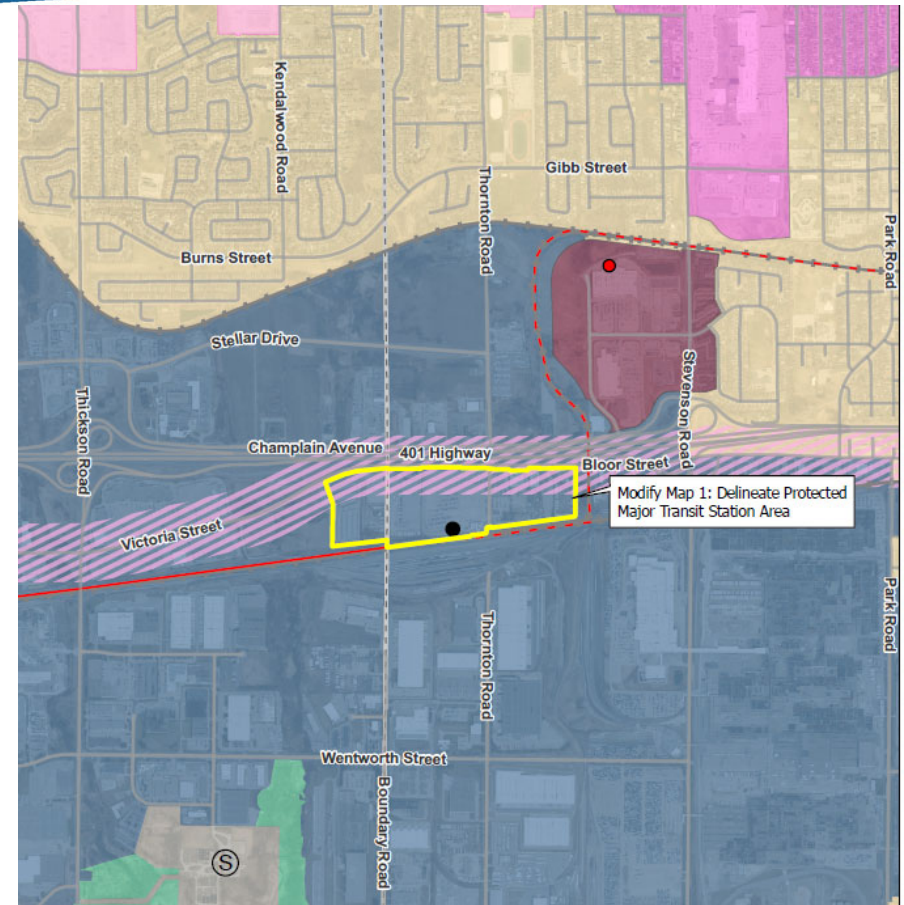 Kendalwood Road
Gibb Street
Thornton Road
Park Road
Burns Street
Stellar Drive
Stevenson Road
Thickson Road
Champlain Avenue
401 Highway
Bloor Street
Modify Map 1: Delineate Protected
Major Transit Station Area
Victoria Street
Park Road
Thornton Road
Wentworth Street
Boundary Road
S